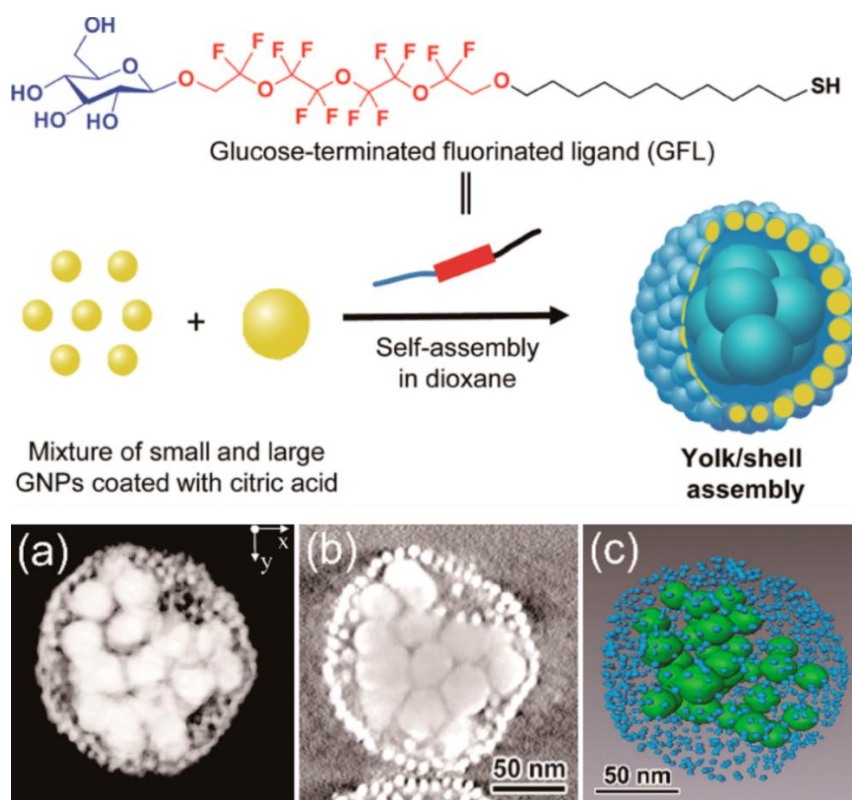 OH
F F F F F F F F
HO O O O O O O SH
HO
HO OH F F F F
Glucose-terminated fluorinated ligand (GFL)
+
Self-assembly
in dioxane
Mixture of small and large
GNPs coated with citric acid
Yolk/shell
assembly
(a) x
y
(b)
50 nm
(c)
50 nm